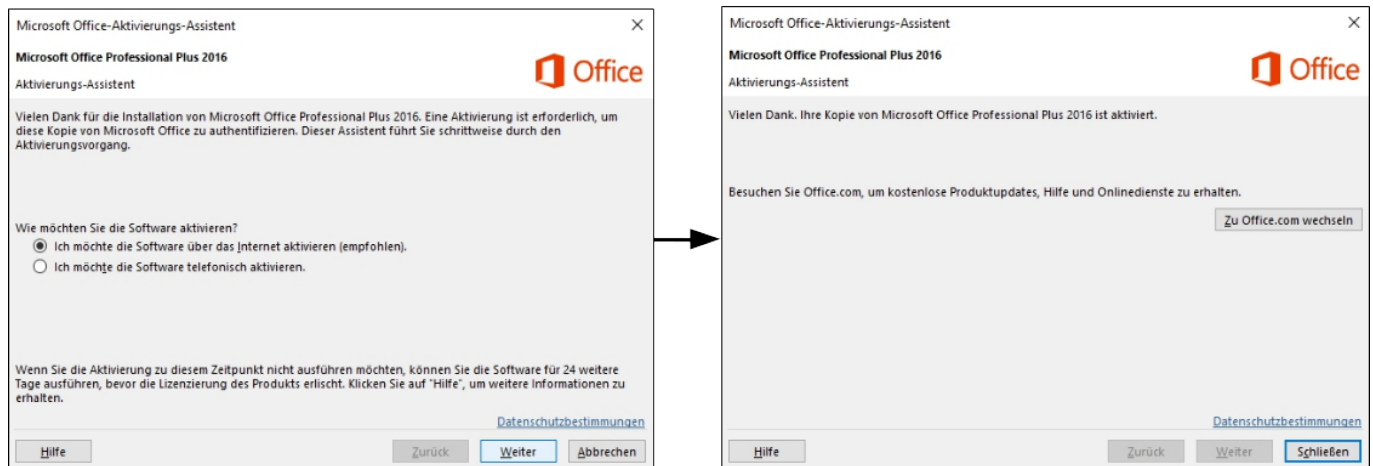 Microsoft Office-Aktivierungs-Assistent
Microsoft Office Professional Plus 2016
Office
Aktivierungs-Assistent
Vielen Dank für die Installation von Microsoft Office Professional Plus 2016. Eine Aktivierung ist erforderlich, um
diese Kopie von Microsoft Office zu authentifizieren. Dieser Assistent führt Sie schrittweise durch den
Aktivierungsvorgang.
Wie möchten Sie die Software aktivieren?
Ich möchte die Software über das Internet aktivieren (empfohlen).
Ich möchte die Software telefonisch aktivieren.
Wenn Sie die Aktivierung zu diesem Zeitpunkt nicht ausführen möchten, können Sie die Software für 24 weitere
Tage ausführen, bevor die Lizenzierung des Produkts erlischt. Klicken Sie auf "Hilfe", um weitere Informationen zu
erhalten.
Datenschutzbestimmungen
Hilfe Zurück Weiter Abbrechen
Microsoft Office-Aktivierungs-Assistent
Microsoft Office Professional Plus 2016
Office
Aktivierungs-Assistent
Vielen Dank. Ihre Kopie von Microsoft Office Professional Plus 2016 ist aktiviert.
Besuchen Sie Office.com, um kostenlose Produktupdates, Hilfe und Onlinedienste zu erhalten.
Zu Office.com wechseln
Datenschutzbestimmungen
Hilfe Zurück Weiter Schließen